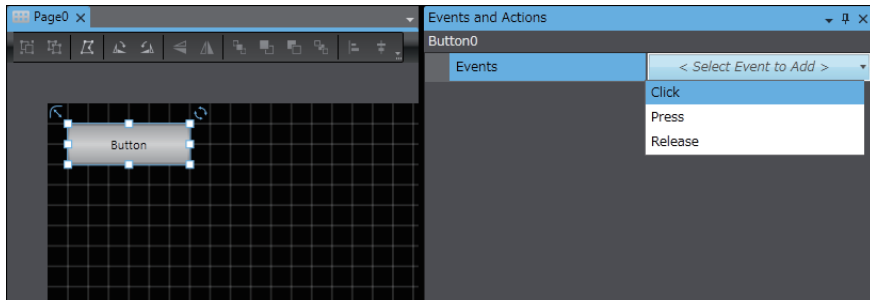 Page0
Button
Events and Actions
Button0
Events
< Select Event to Add >
Click
Press
Release